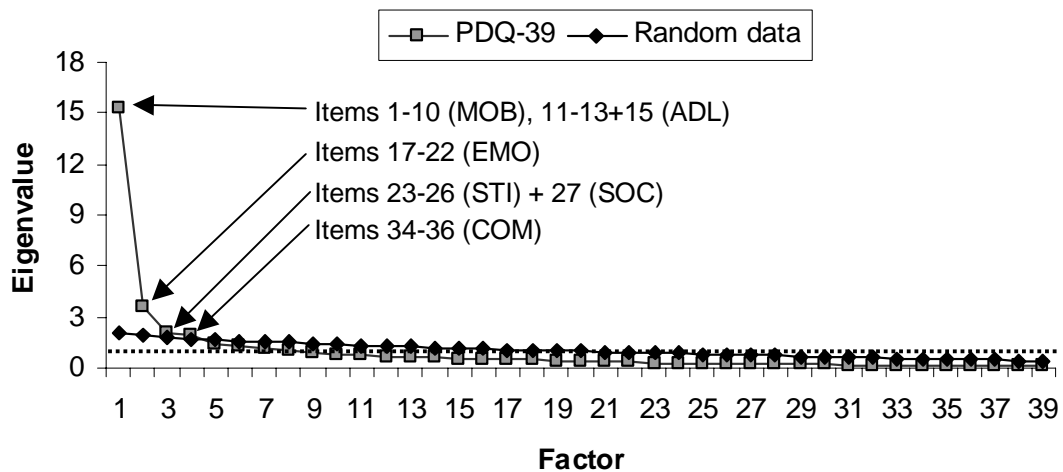 PDQ-39 Random data
18
15
12
9
6
3
0
Eigenvalue
Items 1-10 (MOB), 11-13+15 (ADL)
Items 17-22 (EMO)
Items 23-26 (STI) + 27 (SOC)
Items 34-36 (COM)
1 3 5 7 9 11 13 15 17 19 21 23 25 27 29 31 33 35 37 39
Factor